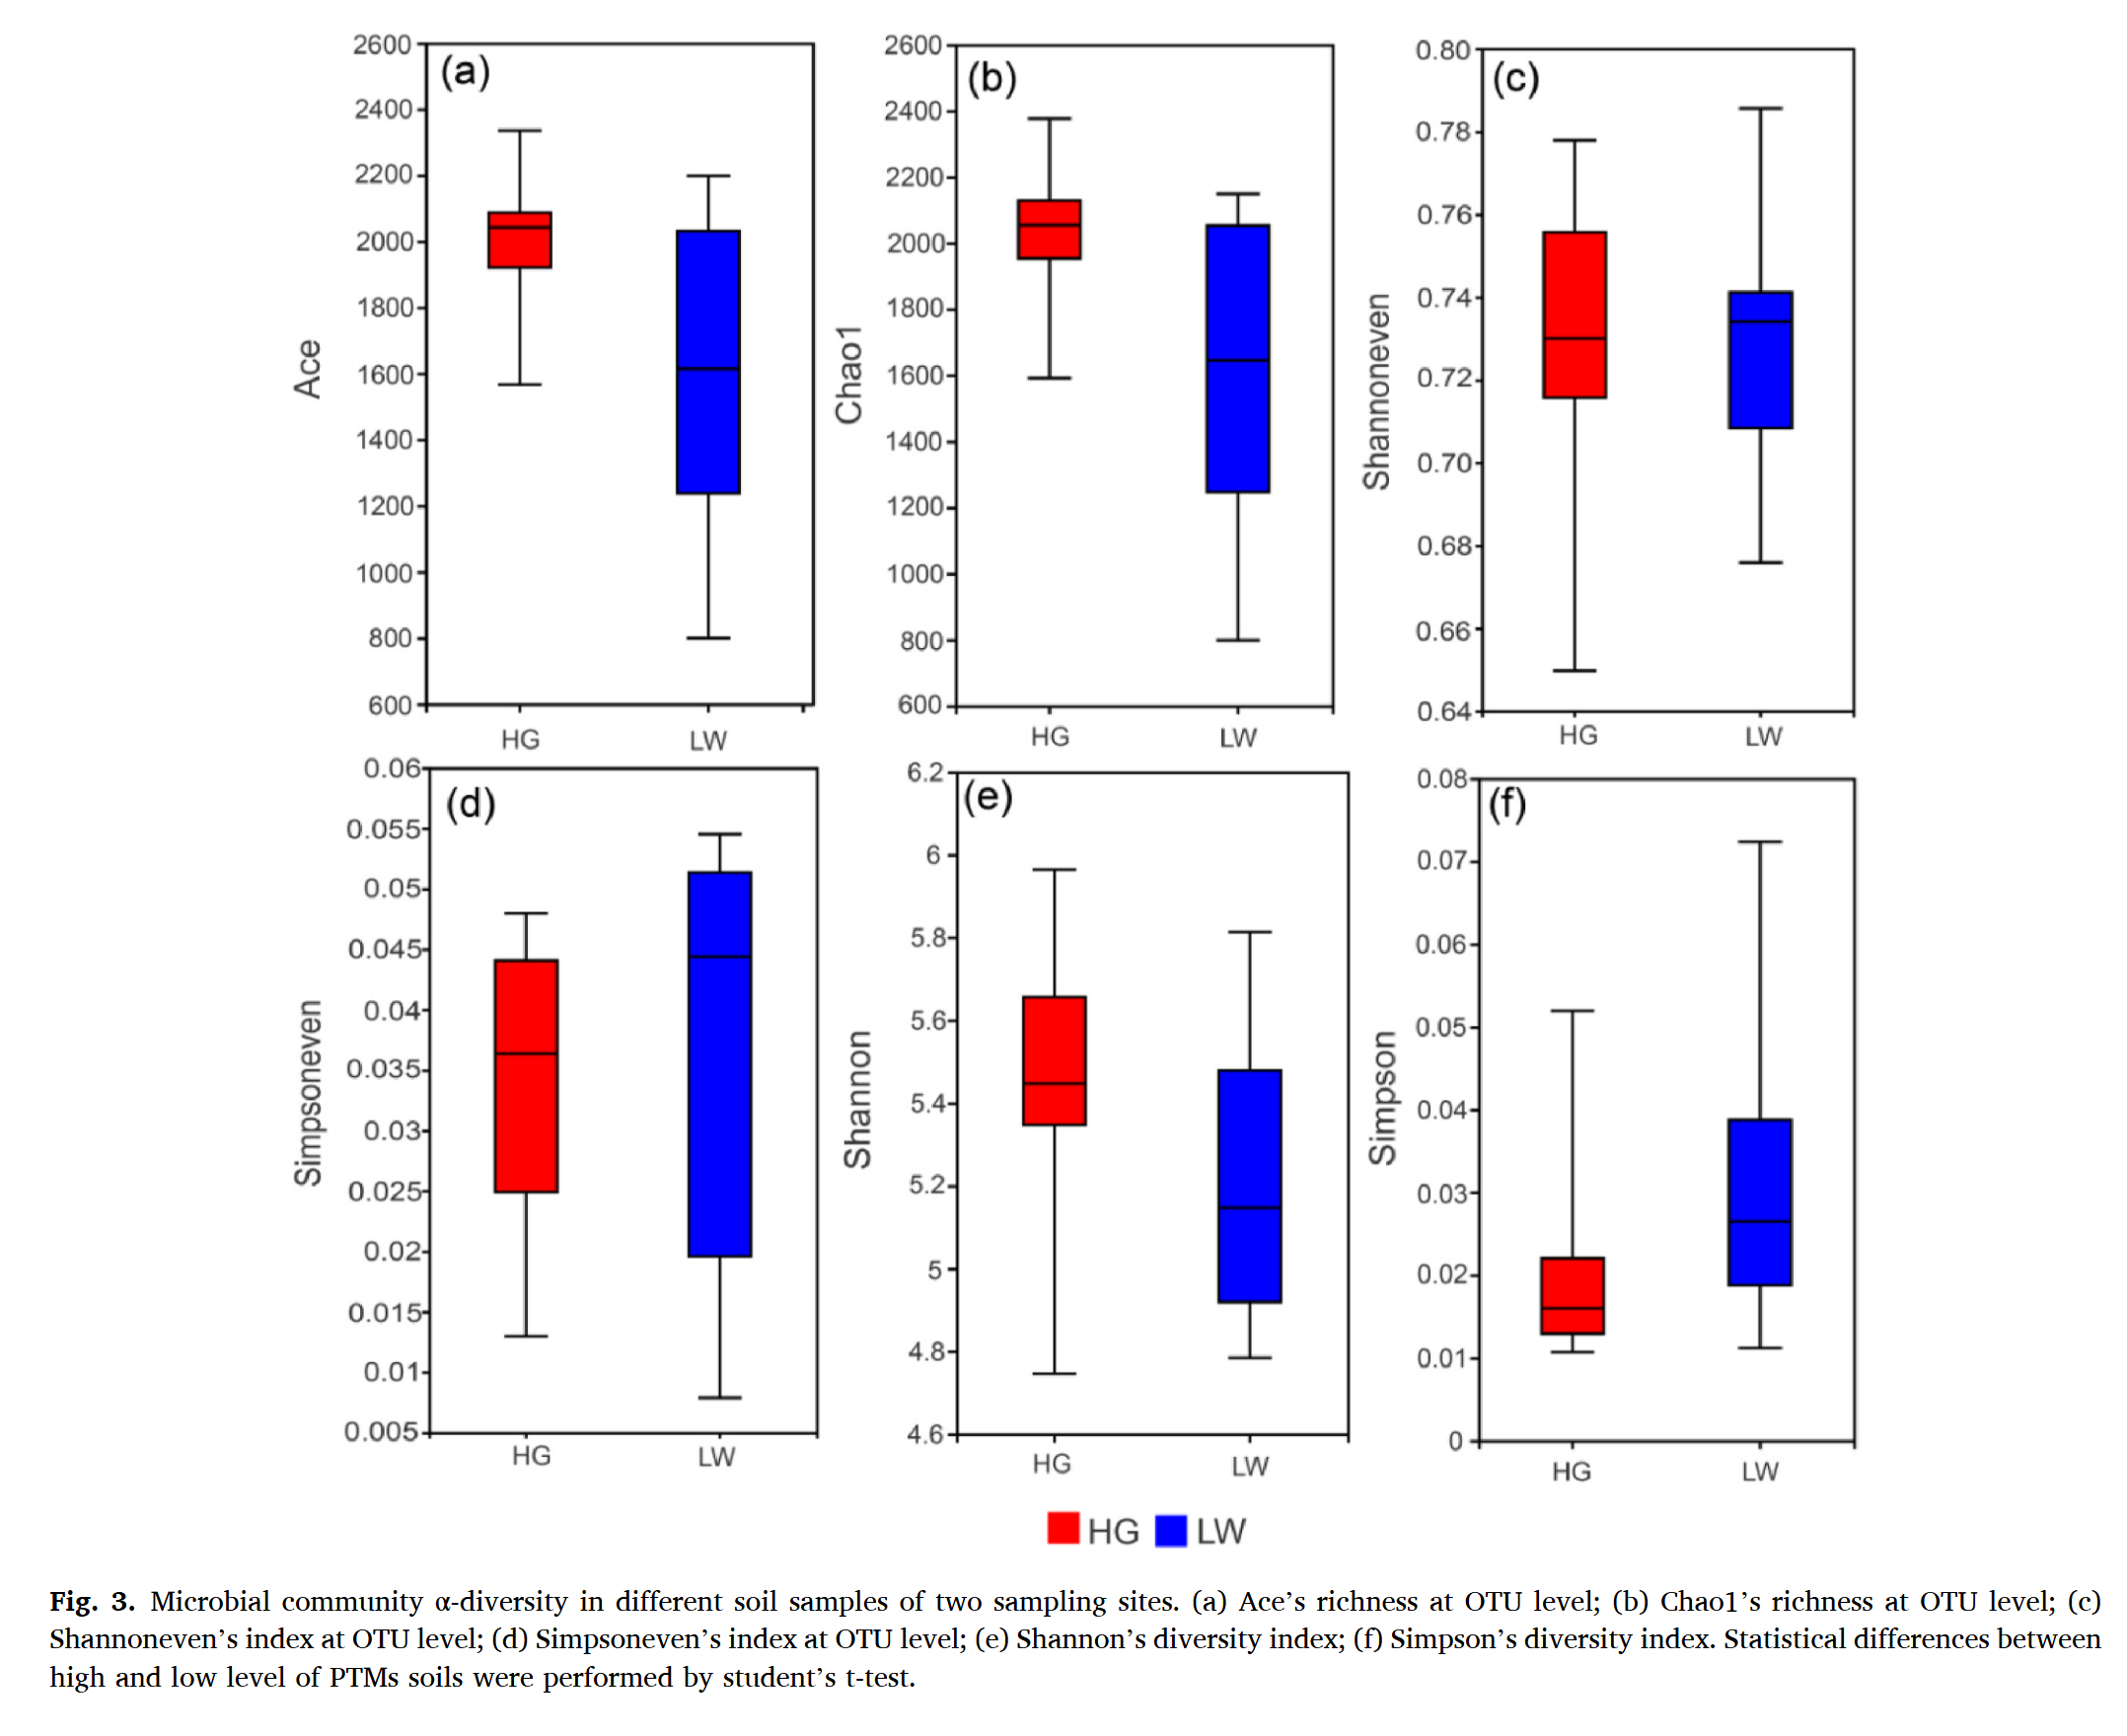 (a)
Ace
2600
2400
2200
2000
1800
1600
1400
1200
1000
800
600
HG LW
(b)
Chao1
2600
2400
2200
2000
1800
1600
1400
1200
1000
800
600
HG LW
(c)
Shannoneven
0.80
0.78
0.76
0.74
0.72
0.70
0.68
0.66
0.64
HG LW
(d)
Simpsoneven
0.06
0.055
0.05
0.045
0.04
0.035
0.03
0.025
0.02
0.015
0.01
0.005
HG LW
(e)
Shannon
6.2
6
5.8
5.6
5.4
5.2
5
4.8
4.6
HG LW
(f)
Simpson
0.08
0.07
0.06
0.05
0.04
0.03
0.02
0.01
0
HG LW
HG LW
Fig. 3. Microbial community α-diversity in different soil samples of two sampling sites. (a) Ace’s richness at OTU level; (b) Chao1’s richness at OTU level; (c)
Shannoneven’s index at OTU level; (d) Simpsoneven’s index at OTU level; (e) Shannon’s diversity index; (f) Simpson’s diversity index. Statistical differences between
high and low level of PTMs soils were performed by student’s t-test.